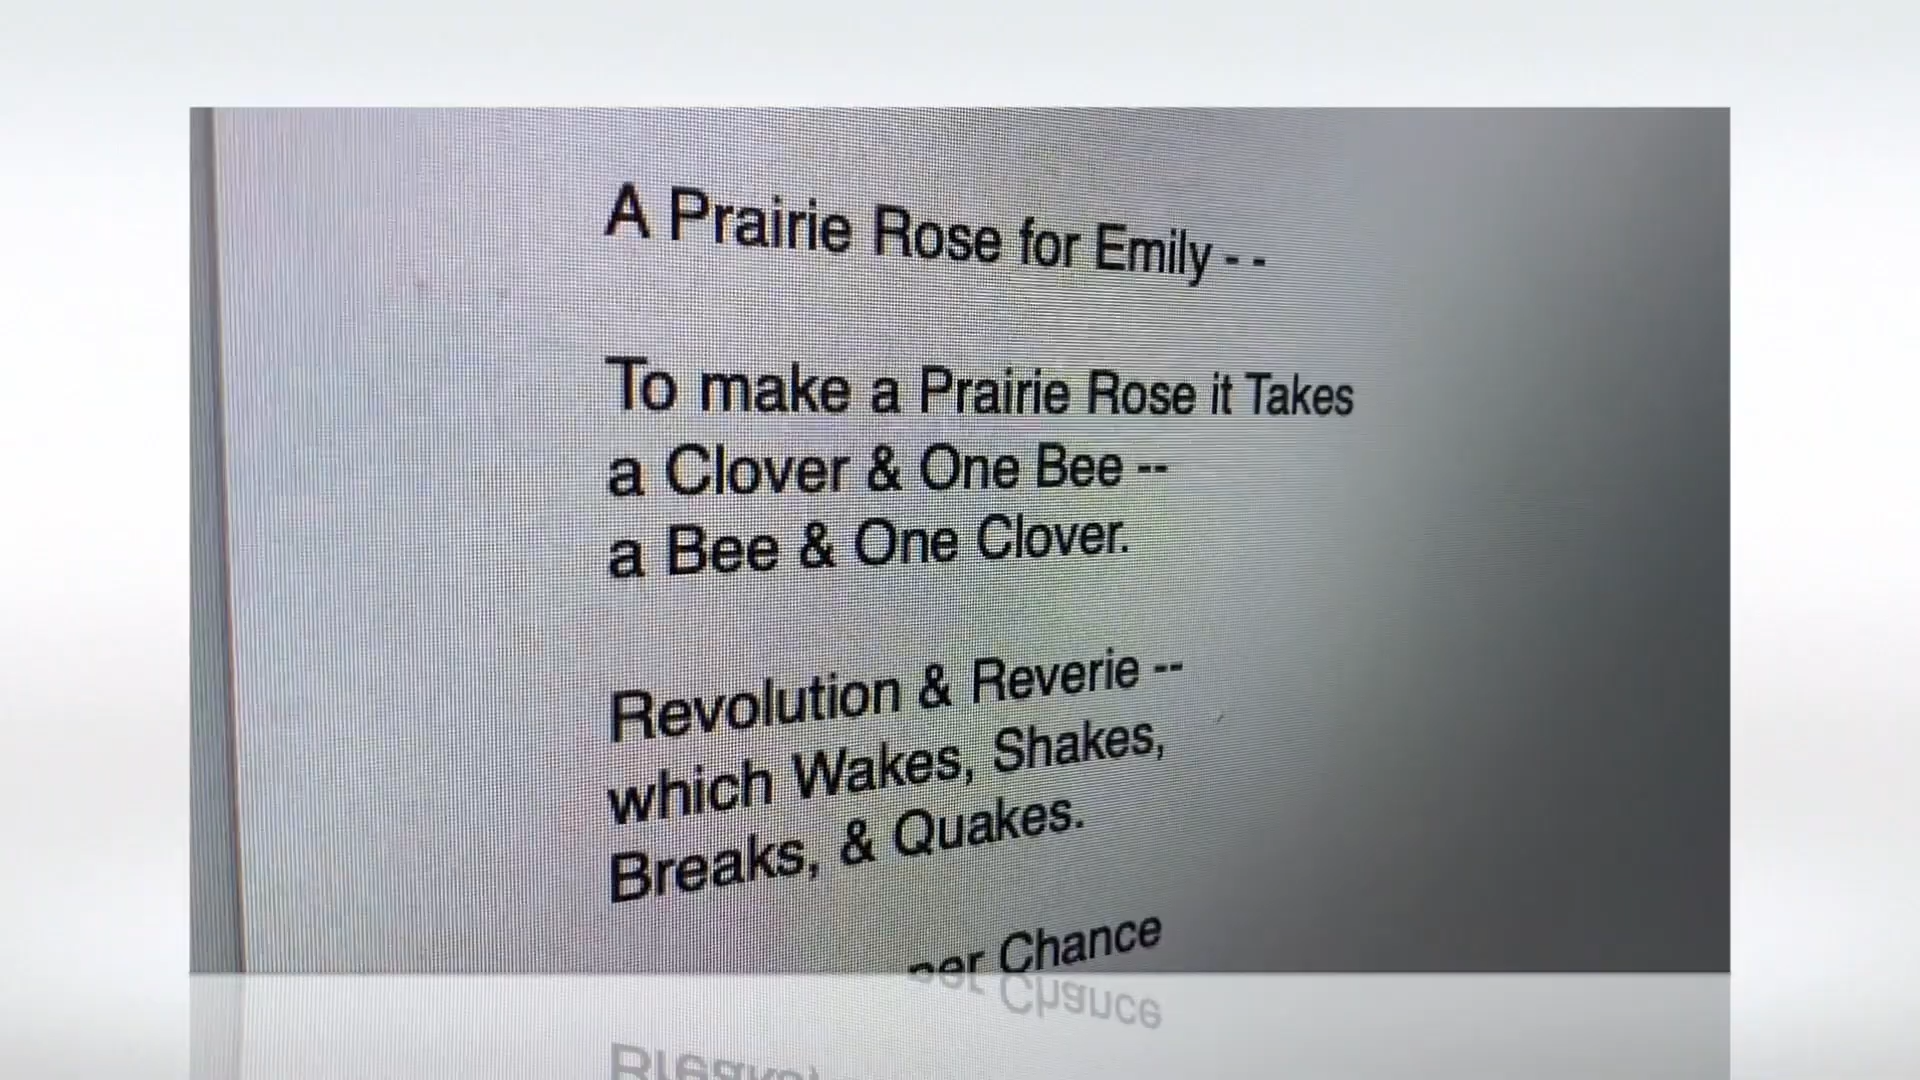 A Prairie Rose for Emily - -
To make a Prairie Rose it Takes
a Clover & One Bee --
a Bee & One Clover.
Revolution & Reverie --
which Wakes, Shakes,
Breaks, & Quakes.
per Chance